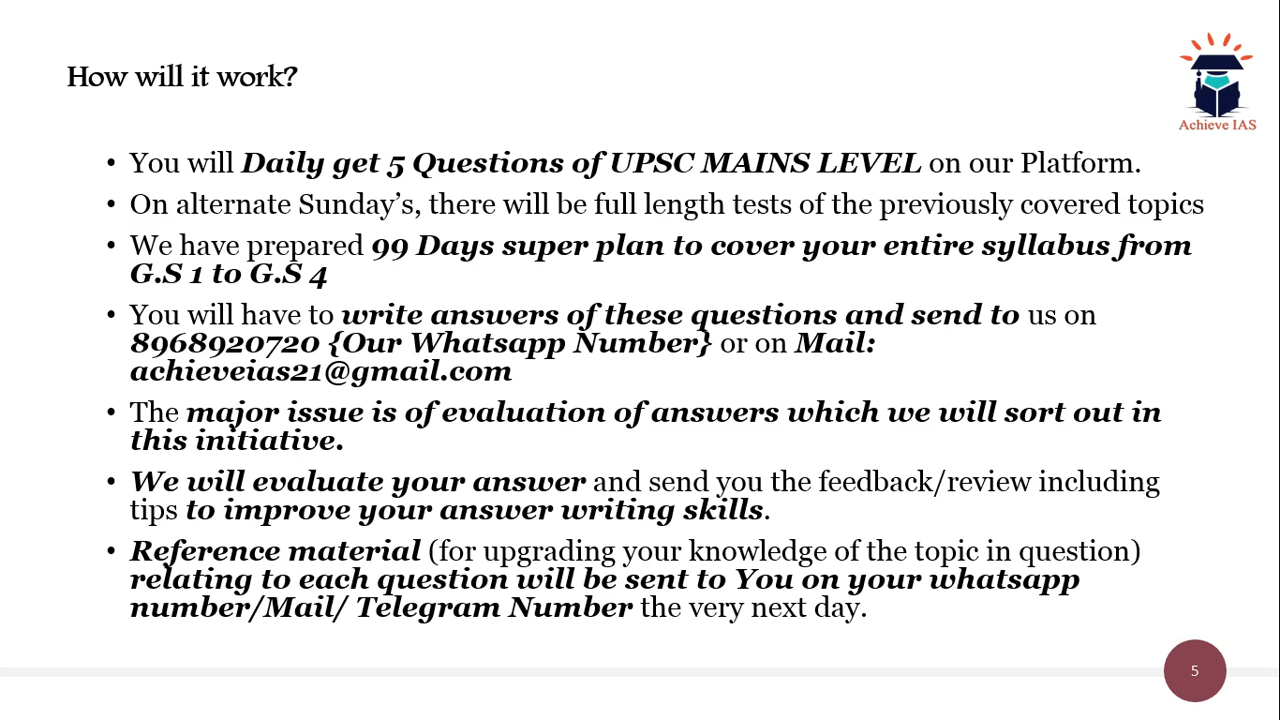 How will it work?
Achieve IAS
• You will Daily get 5 Questions of UPSC MAINS LEVEL on our Platform.
• On alternate Sunday's, there will be full length tests of the previously covered topics
• We have prepared 99 Days super plan to cover your entire syllabus from
G.S 1 to G.S 4
• You will have to write answers of these questions and send to us on
8968920720 {Our Whatsapp Number} or on Mail:
achieveias21@gmail.com
• The major issue is of evaluation of answers which we will sort out in
this initiative.
• We will evaluate your answer and send you the feedback/review including
tips to improve your answer writing skills.
• Reference material (for upgrading your knowledge of the topic in question)
relating to each question will be sent to You on your whatsapp
number/Mail/ Telegram Number the very next day.
5